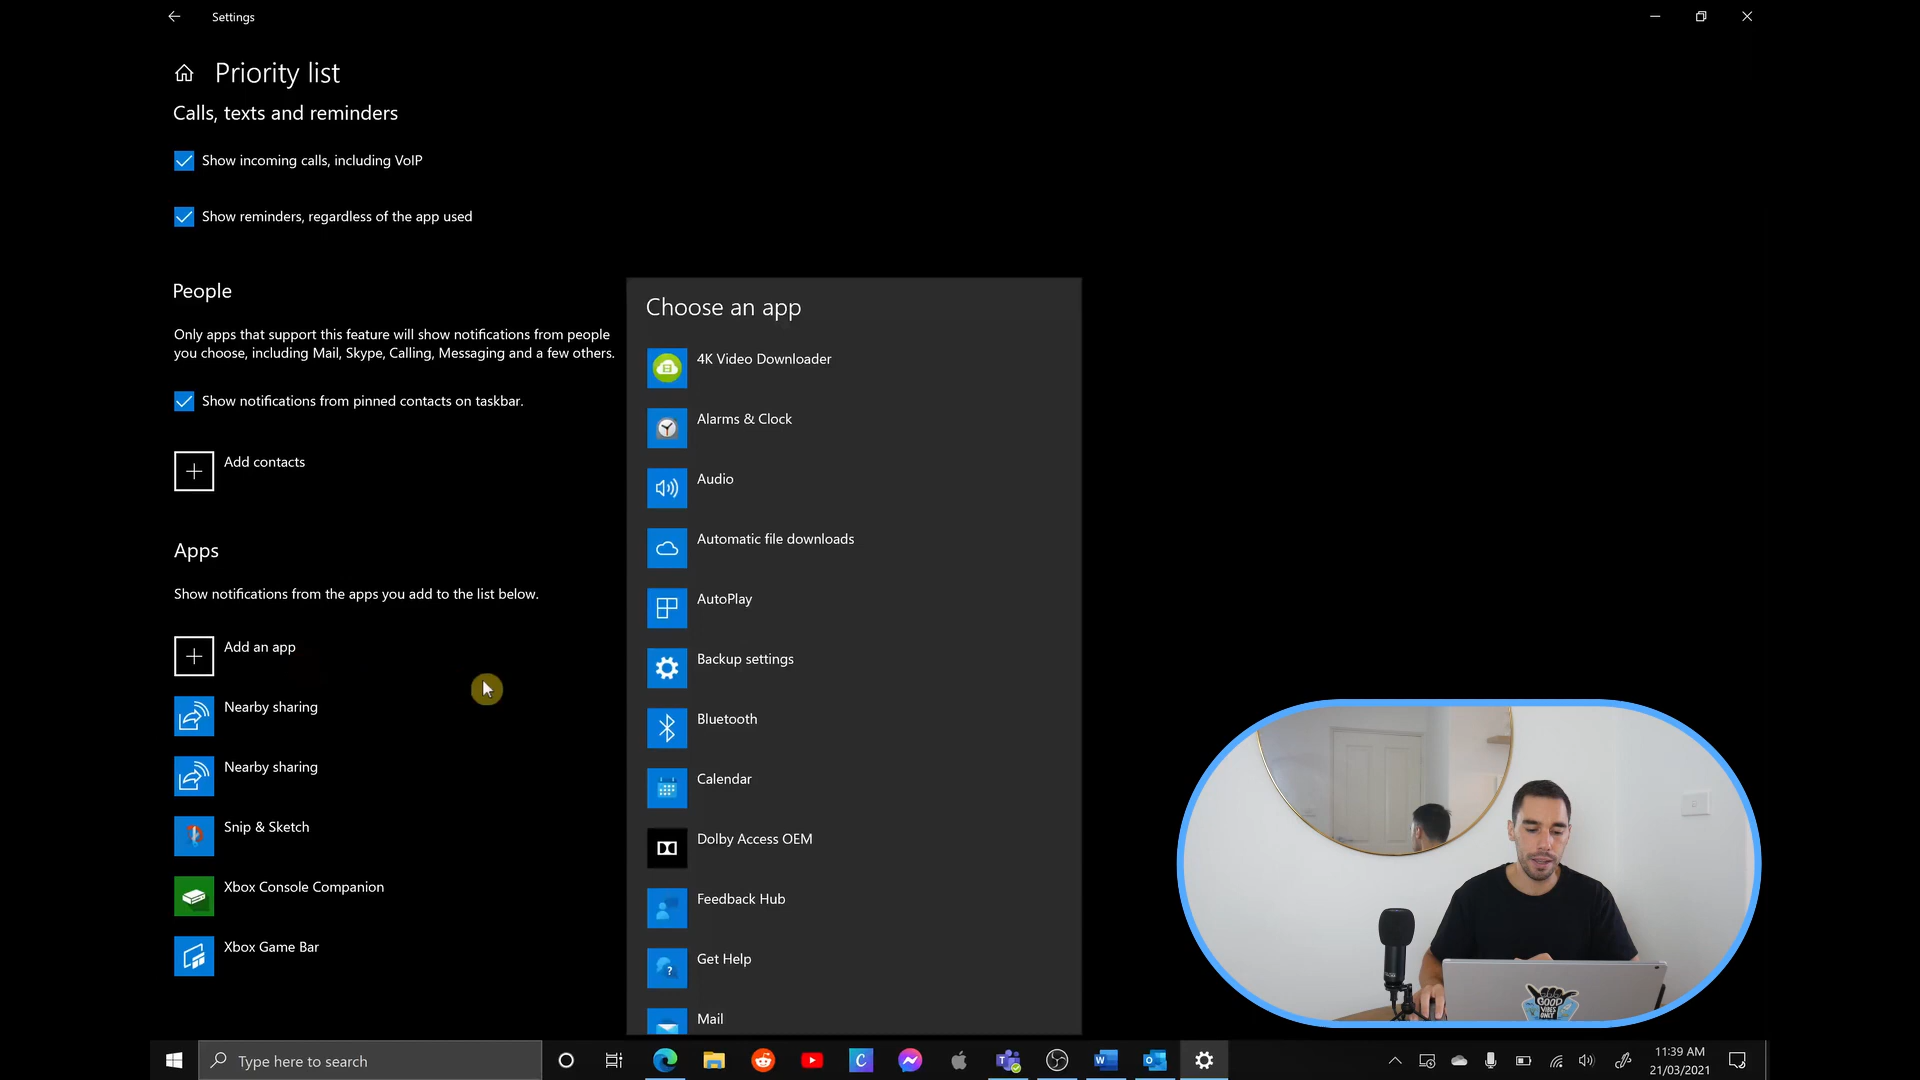 Settings
Priority list
Calls, texts and reminders
Show incoming calls, including VoIP
Show reminders, regardless of the app used
People
Only apps that support this feature will show notifications from people
you choose, including Mail, Skype, Calling, Messaging and a few others.
Show notifications from pinned contacts on taskbar.
Add contacts
Apps
Show notifications from the apps you add to the list below.
Add an app
Nearby sharing
Nearby sharing
Snip & Sketch
Xbox Console Companion
Xbox Game Bar
Choose an app
4K Video Downloader
Alarms & Clock
Audio
Automatic file downloads
AutoPlay
Backup settings
Bluetooth
Calendar
Dolby Access OEM
Feedback Hub
Get Help
Mail
GOOD
VIBES
ONLY
Type here to search
11:39 AM
21/03/2021